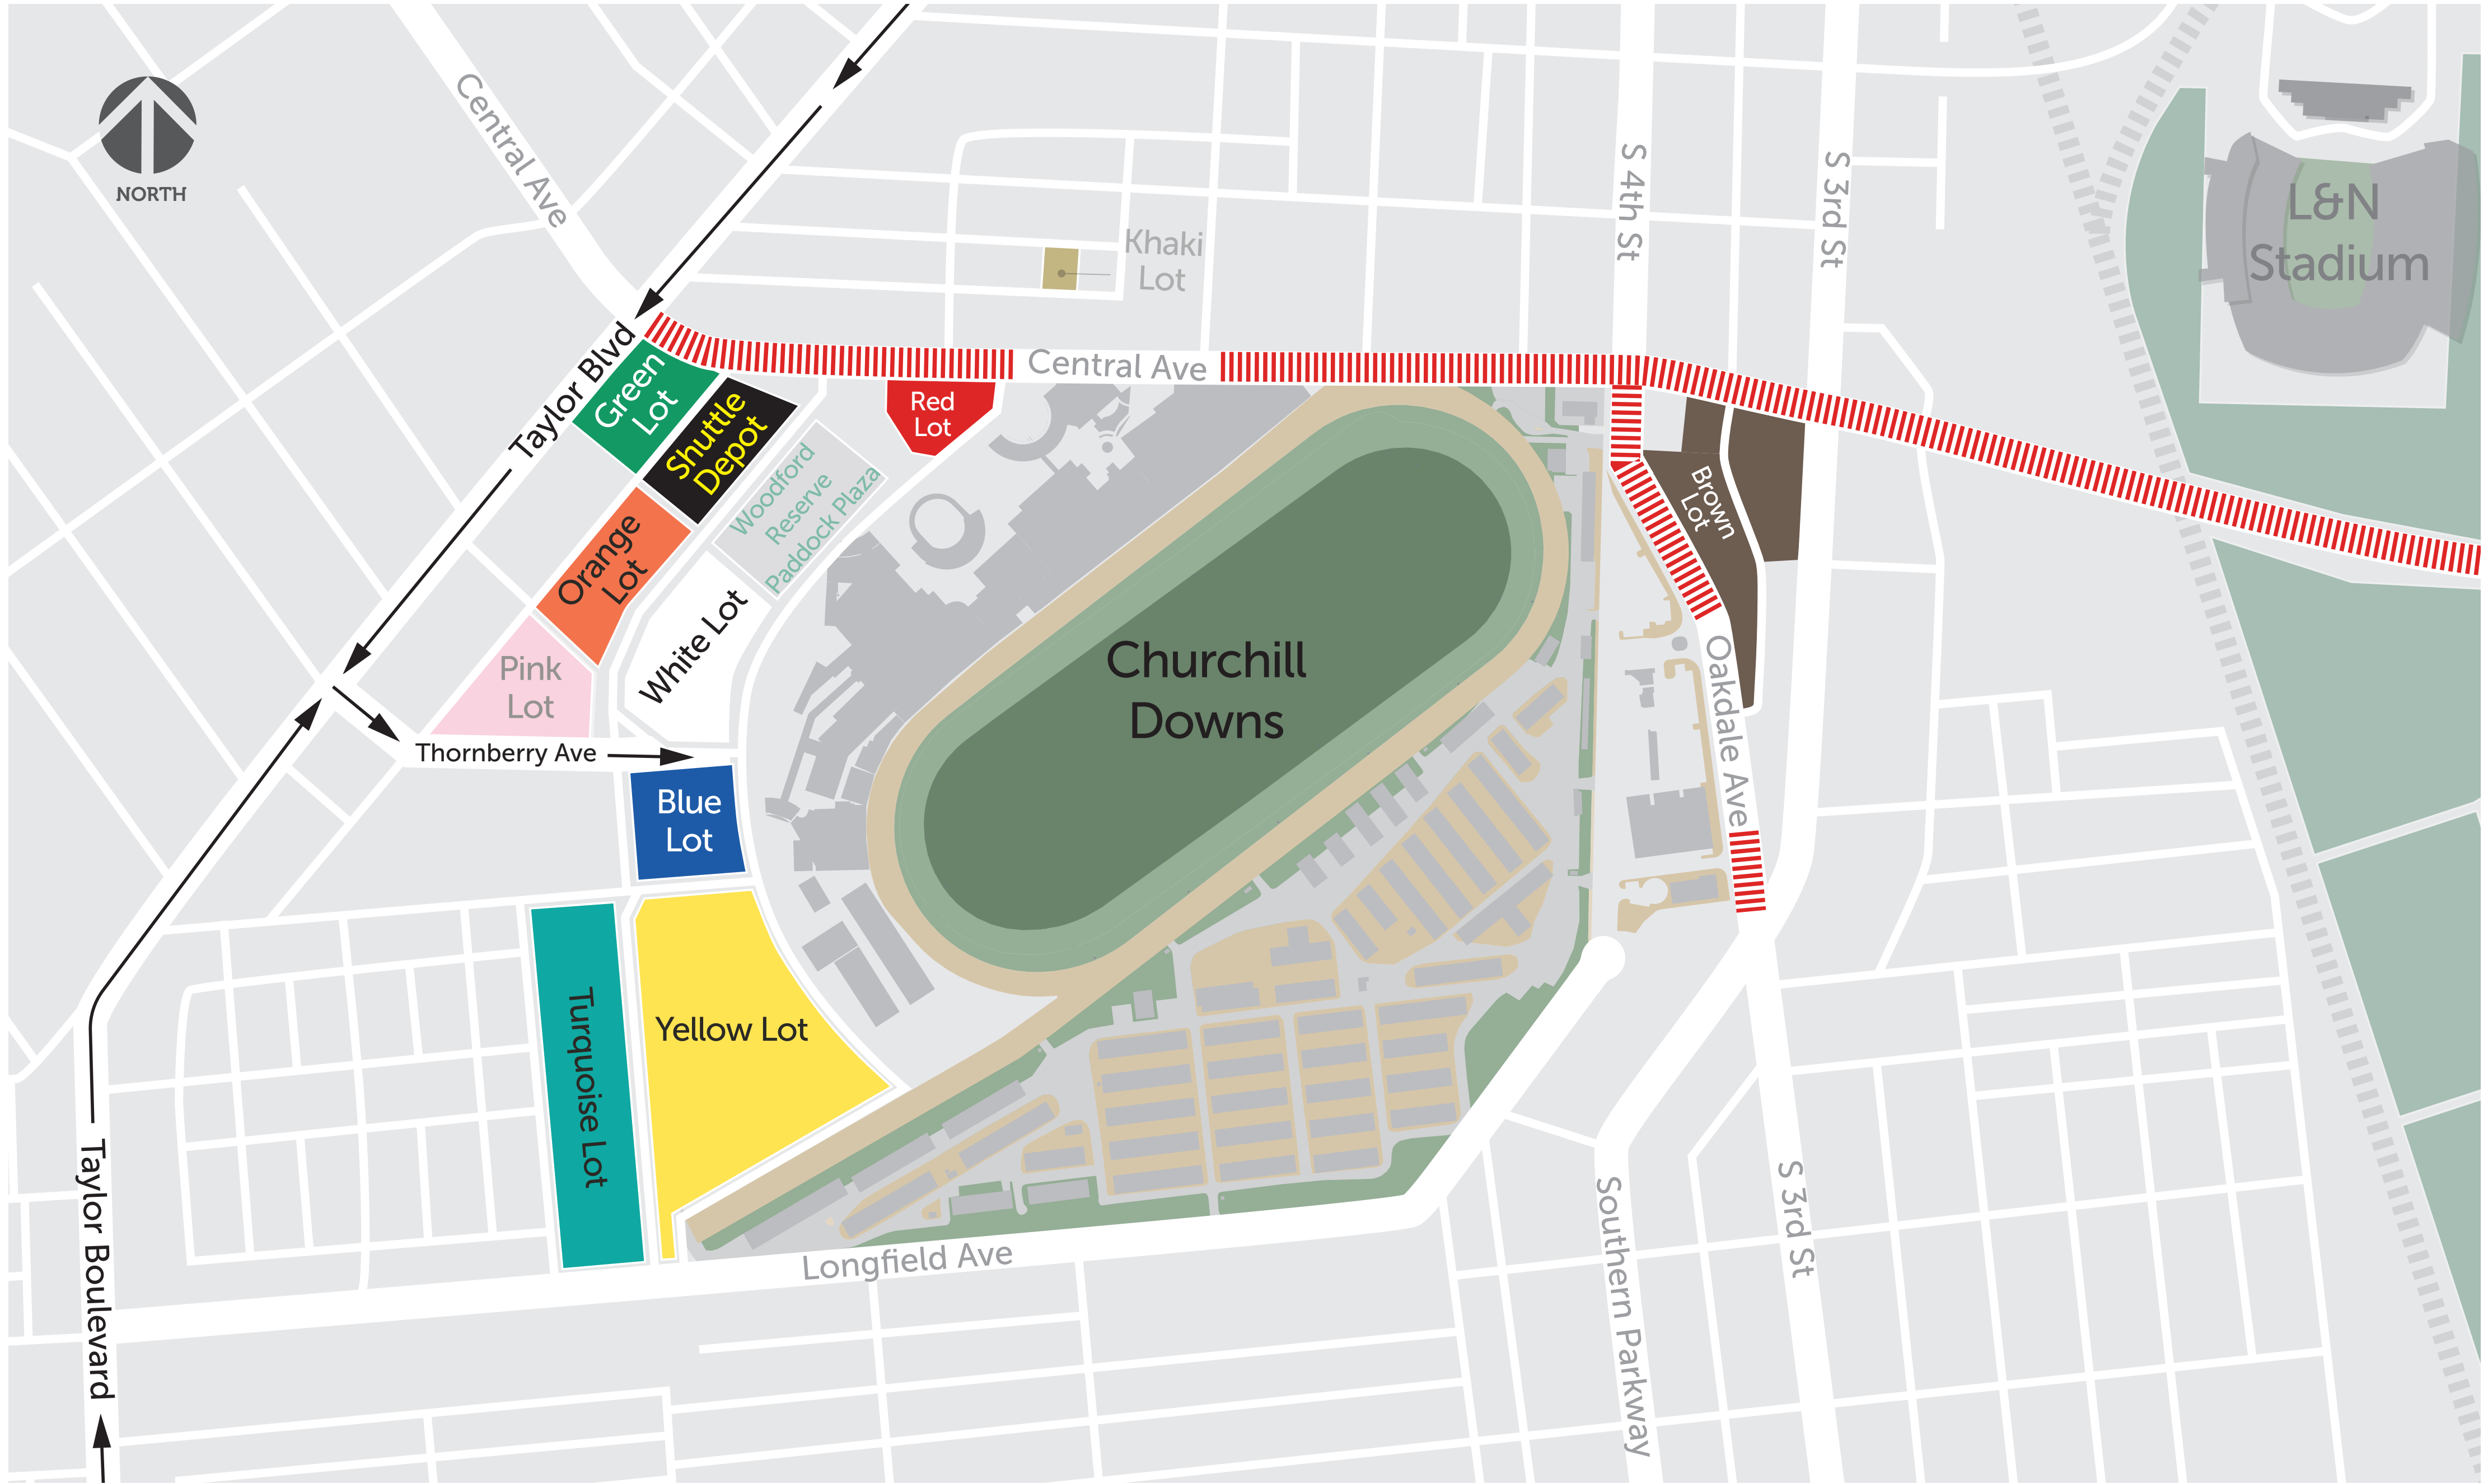 NORTH
Central Ave
Taylor Blvd
Khaki
Lot
S 4th St
S 3rd St
L&N
Stadium
Central Ave
Green
Lot
Shuttle
Depot
Red
Lot
Woodford
Reserve
Paddock Plaza
Brown
Lot
Orange
Lot
White Lot
Pink
Lot
Churchill
Downs
Oakdale Ave
Thornberry Ave
Blue
Lot
Turquoise Lot
Yellow Lot
Taylor Boulevard
Longfield Ave
Southern Parkway
S 3rd St